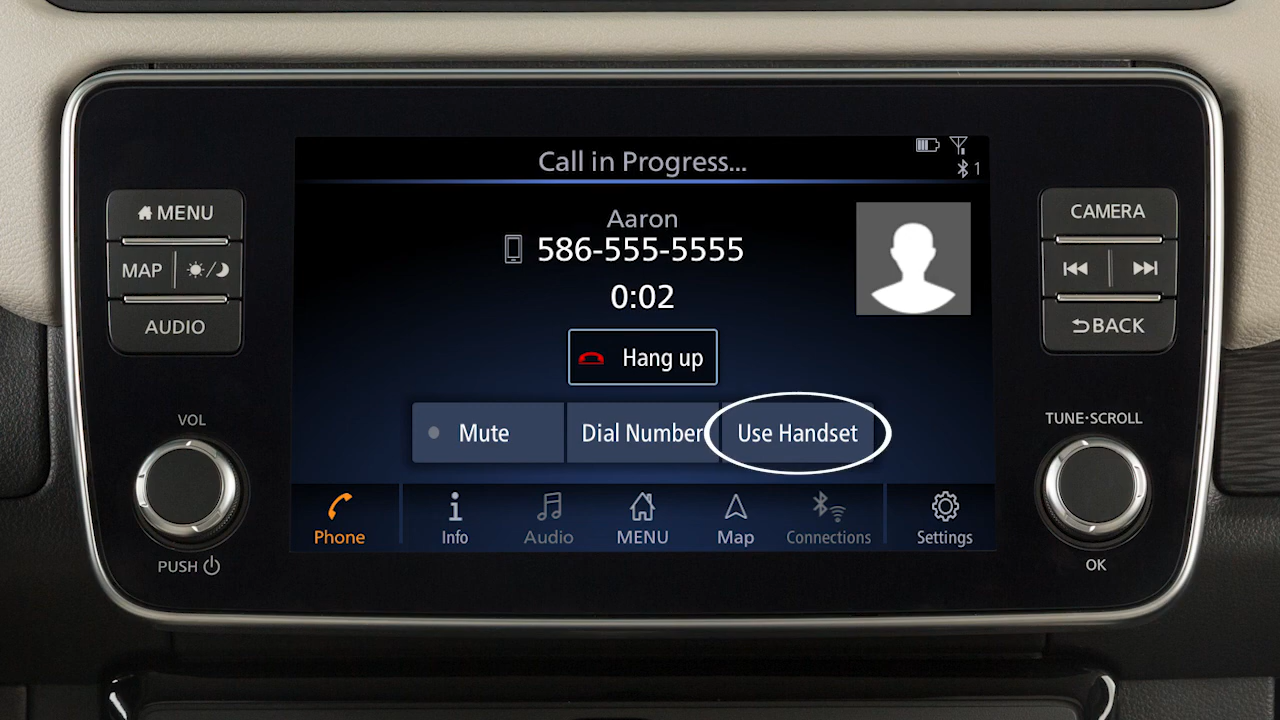 Call in Progress...
1
Aaron
586-555-5555
0:02
Hang up
Mute
Dial Number
Use Handset
Phone
Info
Audio
MENU
Map
Connections
Settings
MENU
MAP
AUDIO
VOL
PUSH
CAMERA
BACK
TUNE·SCROLL
OK